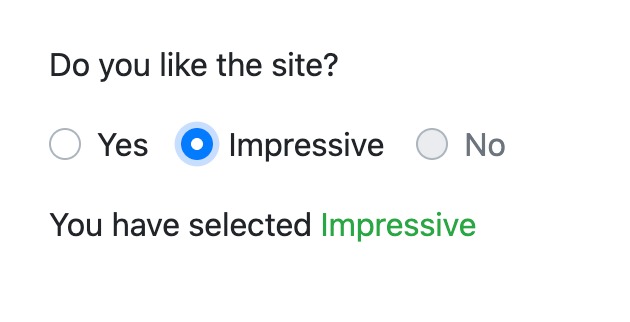 Do you like the site?
Yes Impressive No
You have selected Impressive